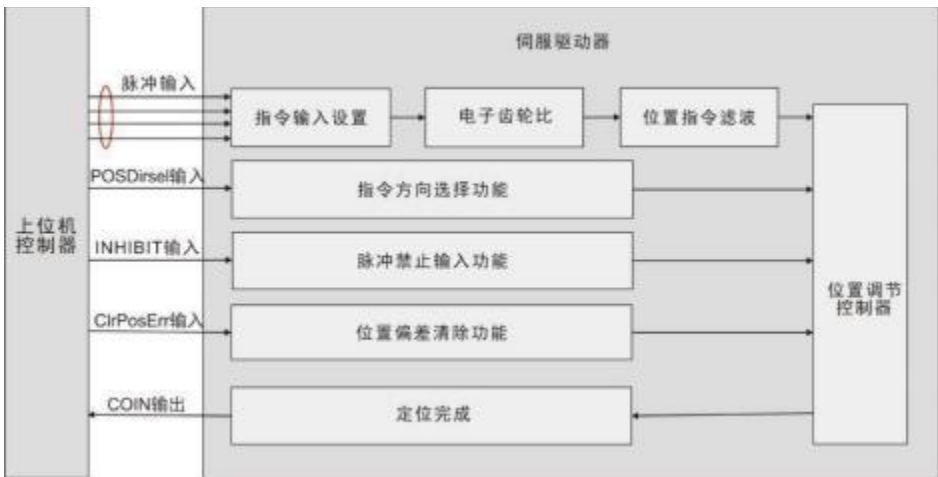 伺服驱动器
脉冲输入
指令输入设置
电子齿轮比
位置指令滤波
POSDirsel输入
指令方向选择功能
上位机
控制器
INHIBIT输入
脉冲禁止输入功能
位置调节
控制器
ClrPosErr输入
位置偏差清除功能
COIN输出
定位完成